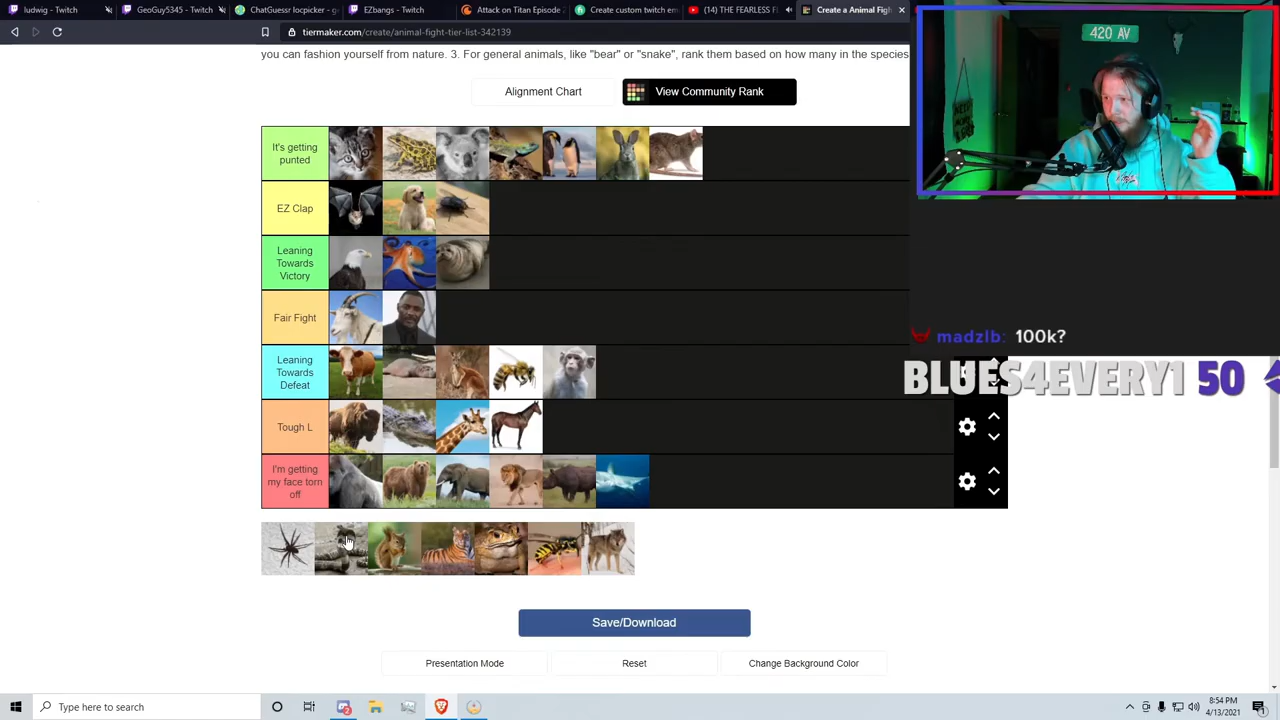 ludwig - Twitch
GeoGuy5345 - Twitch
ChatGuessr loopicker - g
EZbangs - Twitch
Attack on Titan Episode
Create custom twitch em
(14) THE FEARLESS F
Create a Animal Figh
tiermaker.com/create/animal-fight-tier-list-342139
you can fashion yourself from nature. 3. For general animals, like "bear" or "snake", rank them based on how many in the species
Alignment Chart
View Community Rank
It's getting
punted
EZ Clap
Leaning
Towards
Victory
Fair Fight
Leaning
Towards
Defeat
Tough L
I'm getting
my face torn
off
420 AV
madzlb: 100k?
BLUES4EVERY1 50
Save/Download
Presentation Mode
Reset
Change Background Color
Type here to search
8:54 PM
4/13/2021